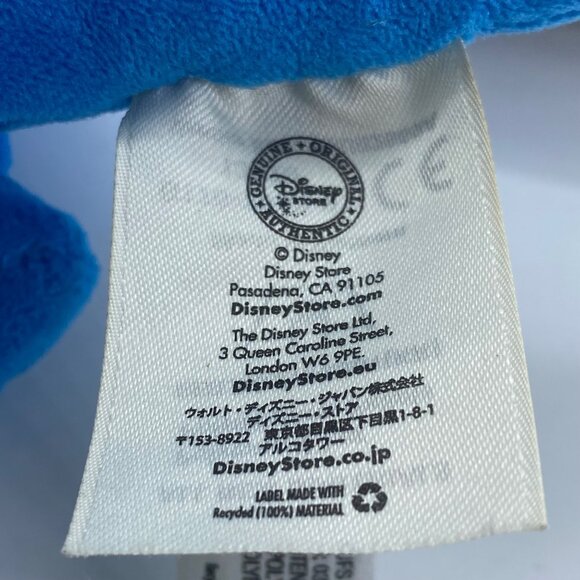 GENUINE • ORIGINAL
Disney
STORE
AUTHENTIC
© Disney
Disney Store
Pasadena, CA 91105
DisneyStore.com
The Disney Store Ltd,
3 Queen Caroline Street,
London W6 9PE.
DisneyStore.eu
ウォルト・ディズニー・ジャパン株式会社
ディズニー・ストア
〒153-8922 東京都目黒区下目黒1-8-1
アルコタワー
DisneyStore.co.jp
LABEL MADE WITH
Recycled (100%) MATERIAL
CE